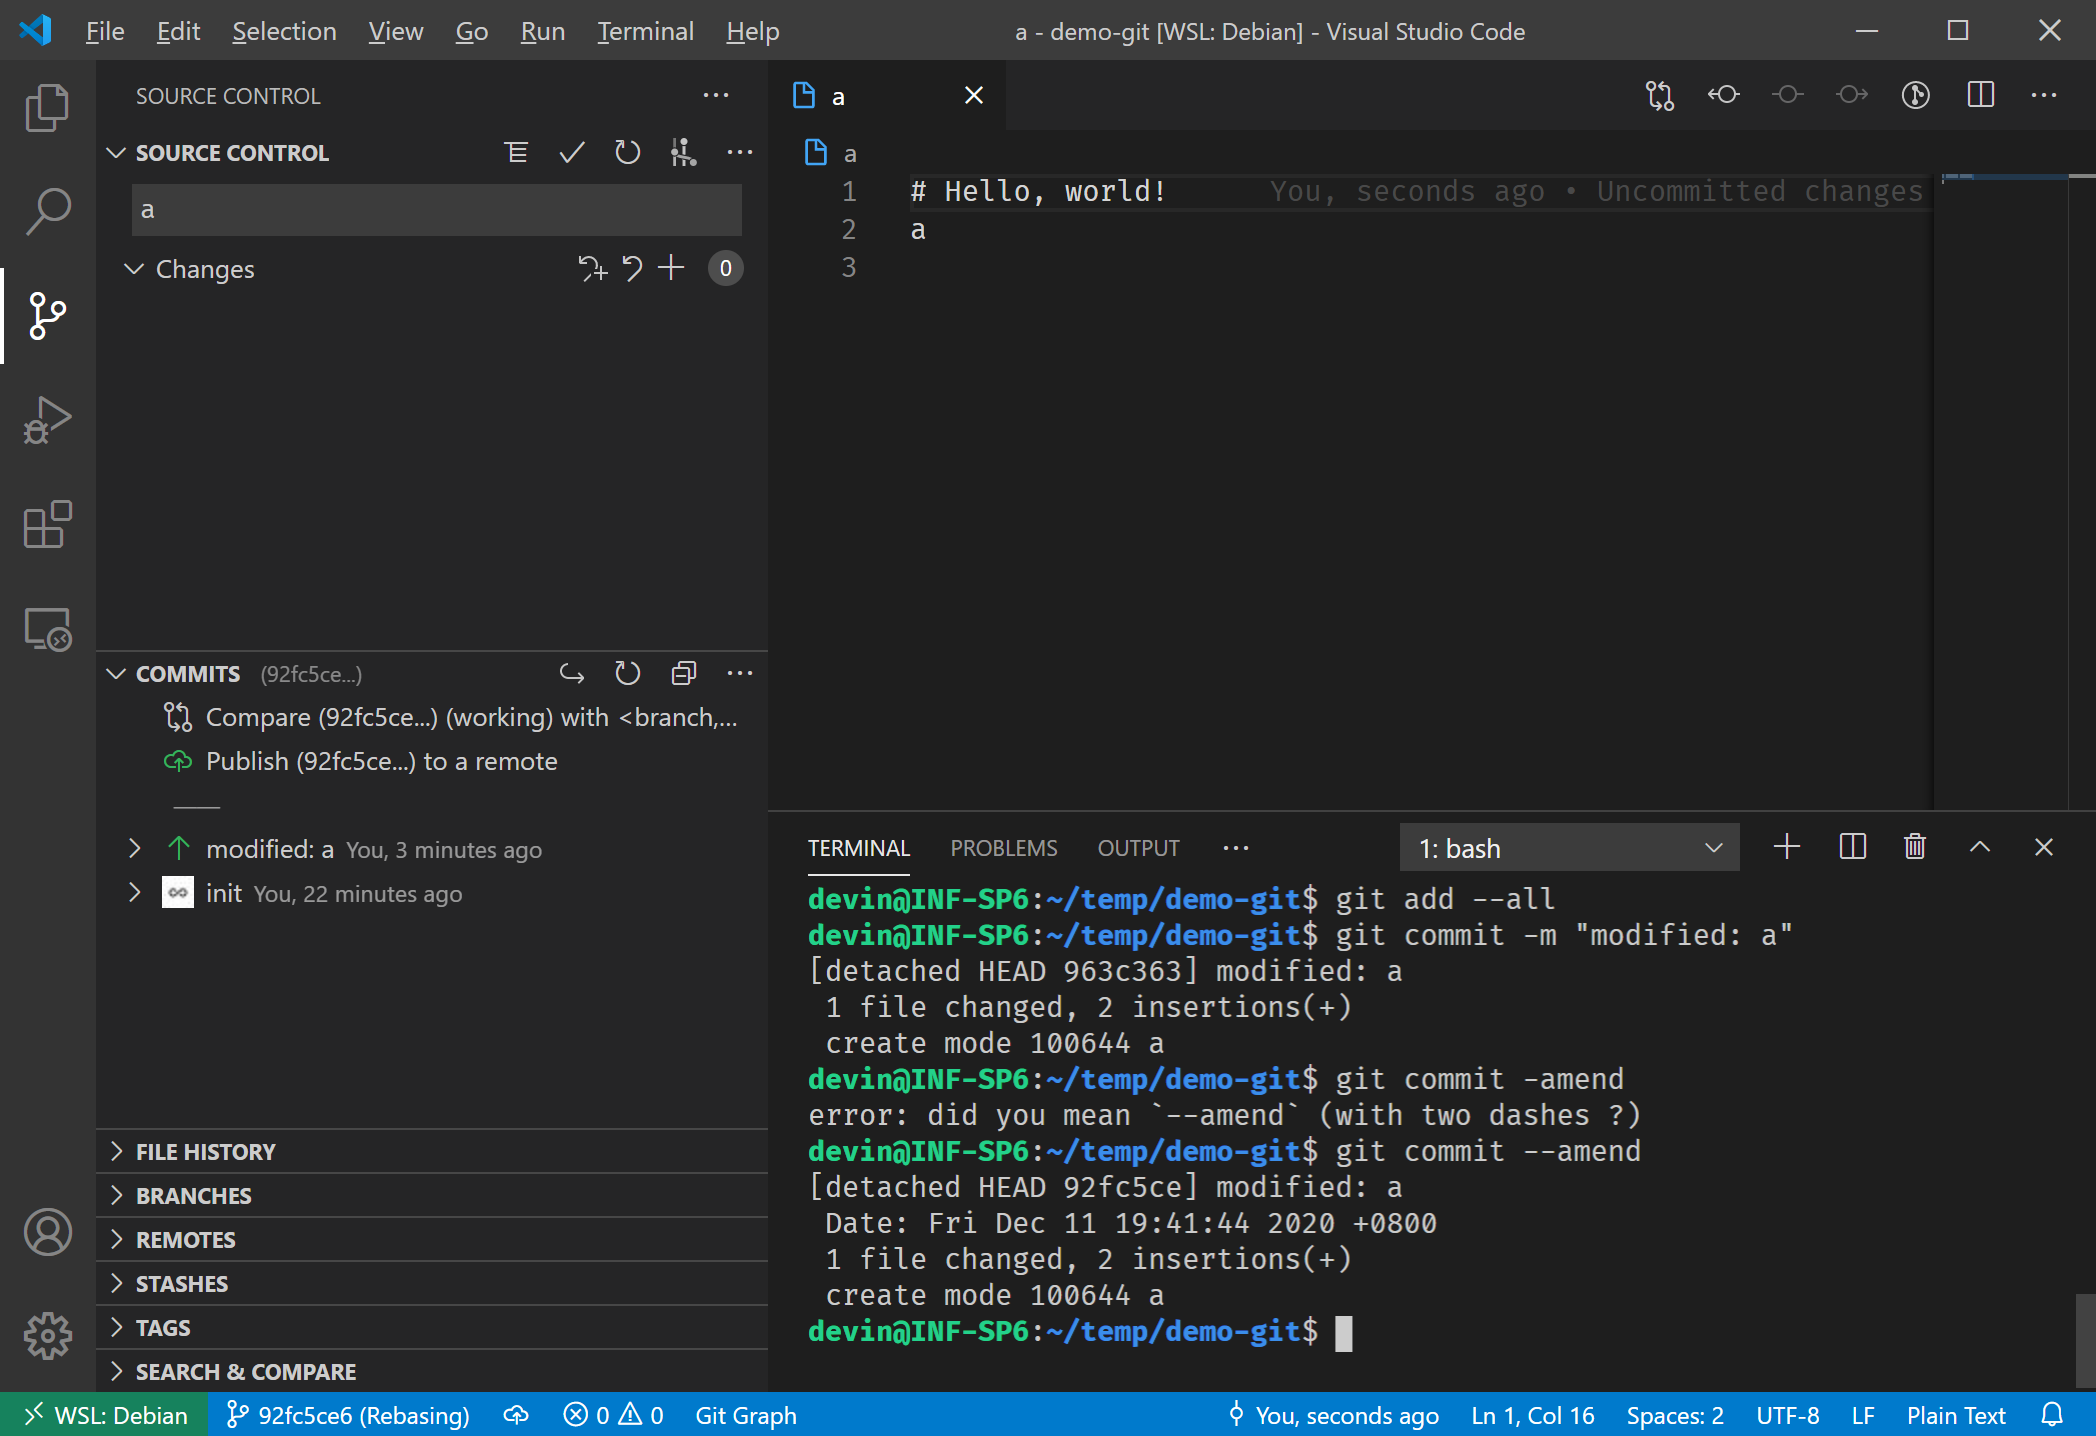 File Edit Selection View Go Run Terminal Help
a - demo-git [WSL: Debian] - Visual Studio Code
SOURCE CONTROL
SOURCE CONTROL
a
Changes
0
COMMITS (92fc5ce...)
Compare (92fc5ce...) (working) with <branch,...
Publish (92fc5ce...) to a remote
modified: a You, 3 minutes ago
init You, 22 minutes ago
FILE HISTORY
BRANCHES
REMOTES
STASHES
TAGS
SEARCH & COMPARE
a
a
1 # Hello, world! You, seconds ago • Uncommitted changes
2 a
3
TERMINAL PROBLEMS OUTPUT
1: bash
devin@INF-SP6:~/temp/demo-git$ git add --all
devin@INF-SP6:~/temp/demo-git$ git commit -m "modified: a"
[detached HEAD 963c363] modified: a
1 file changed, 2 insertions(+)
create mode 100644 a
devin@INF-SP6:~/temp/demo-git$ git commit -amend
error: did you mean `--amend` (with two dashes ?)
devin@INF-SP6:~/temp/demo-git$ git commit --amend
[detached HEAD 92fc5ce] modified: a
Date: Fri Dec 11 19:41:44 2020 +0800
1 file changed, 2 insertions(+)
create mode 100644 a
devin@INF-SP6:~/temp/demo-git$
WSL: Debian 92fc5ce6 (Rebasing) 0 0 Git Graph You, seconds ago Ln 1, Col 16 Spaces: 2 UTF-8 LF Plain Text